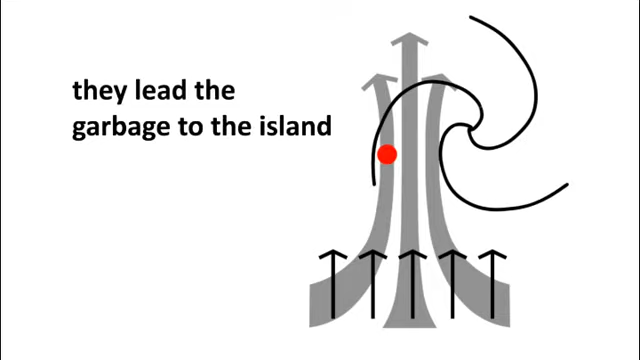 they lead the
garbage to the island